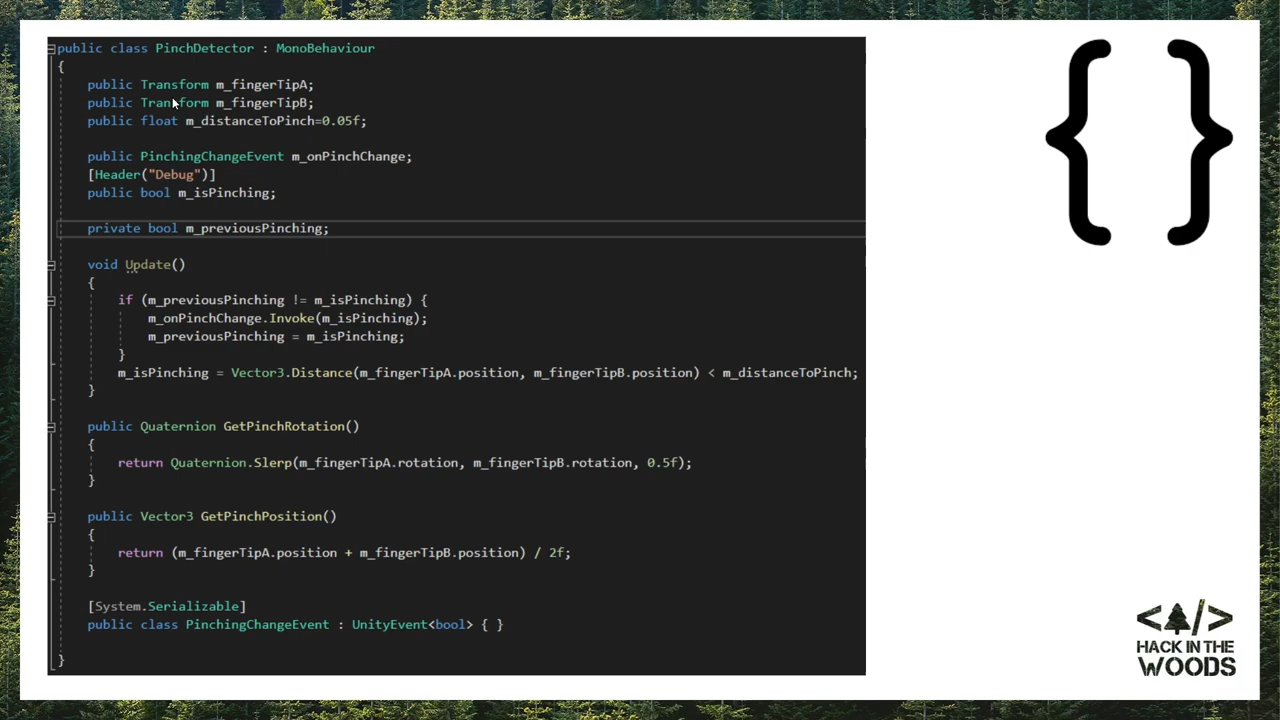 public class PinchDetector : MonoBehaviour
{
public Transform m_fingerTipA;
public Transform m_fingerTipB;
public float m_distanceToPinch=0.05f;
public PinchingChangeEvent m_onPinchChange;
[Header("Debug")]
public bool m_isPinching;
private bool m_previousPinching;
void Update()
{
if (m_previousPinching != m_isPinching) {
m_onPinchChange.Invoke(m_isPinching);
m_previousPinching = m_isPinching;
}
m_isPinching = Vector3.Distance(m_fingerTipA.position, m_fingerTipB.position) < m_distanceToPinch;
}
public Quaternion GetPinchRotation()
{
return Quaternion.Slerp(m_fingerTipA.rotation, m_fingerTipB.rotation, 0.5f);
}
public Vector3 GetPinchPosition()
{
return (m_fingerTipA.position + m_fingerTipB.position) / 2f;
}
[System.Serializable]
public class PinchingChangeEvent : UnityEvent<bool> { }
}
{ }
HACK IN THE
WOODS